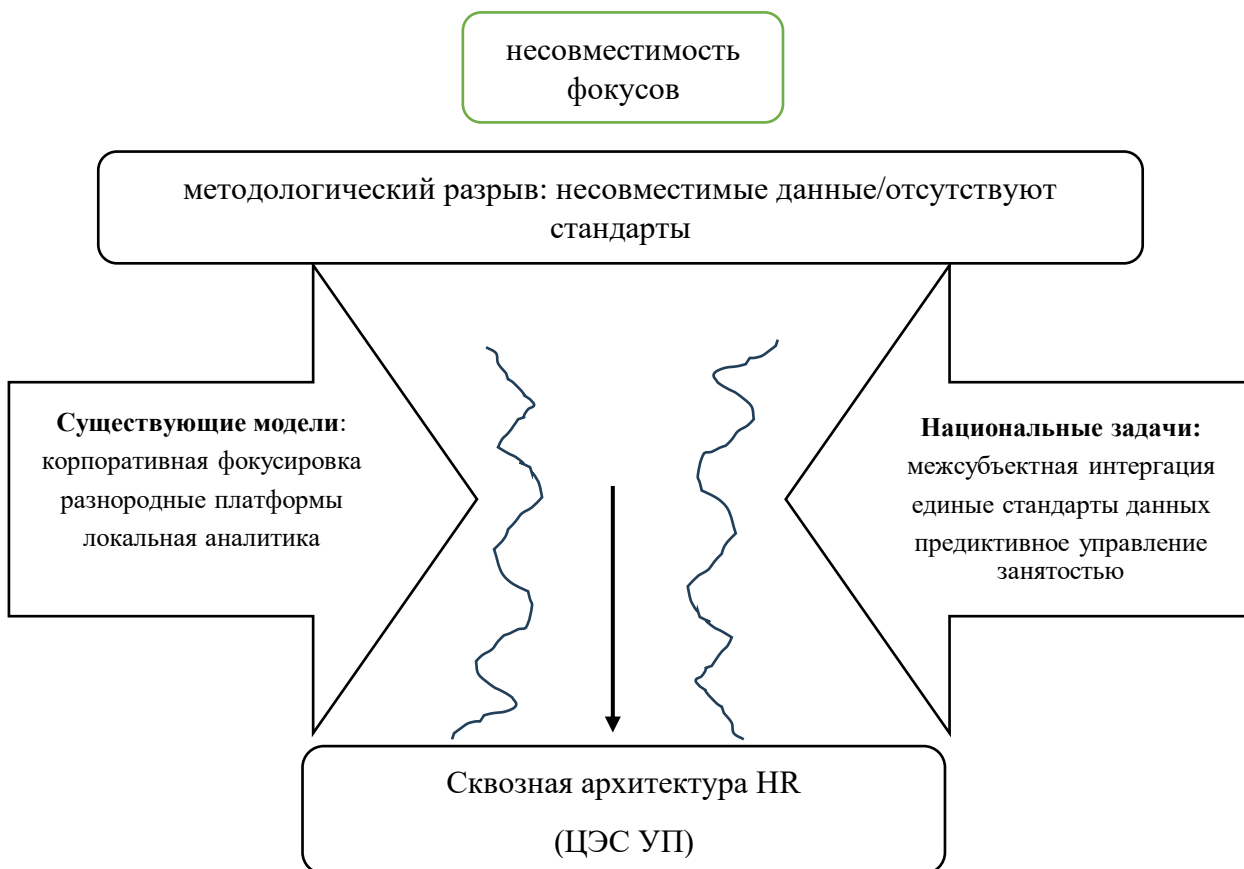 несовместимость
фокусов
методологический разрыв: несовместимые данные/отсутствуют
стандарты
Существующие модели:
корпоративная фокусировка
разнородные платформы
локальная аналитика
Национальные задачи:
межсубъектная интергация
единые стандарты данных
предиктивное управление
занятостью
Сквозная архитектура HR
(ЦЭС УП)